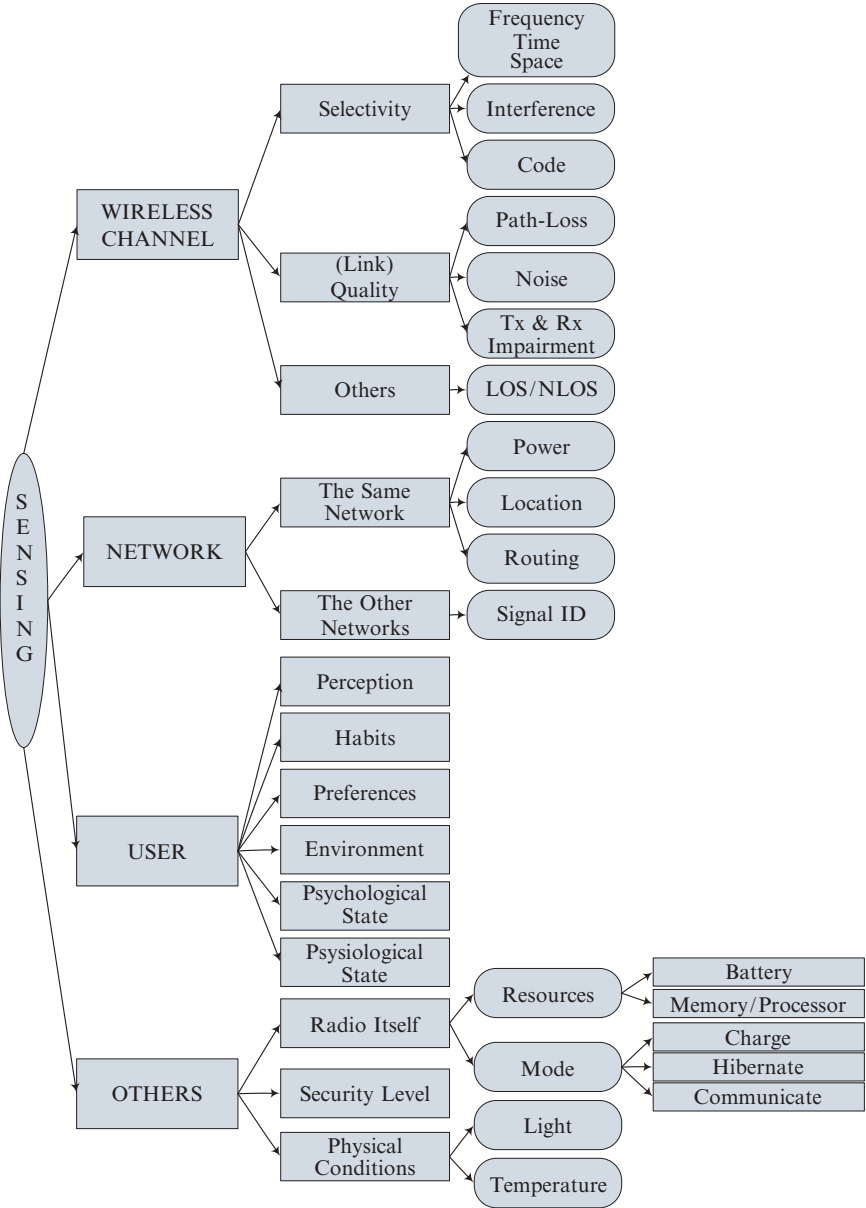 SENSING
WIRELESS
CHANNEL
Selectivity
Frequency
Time
Space
Interference
Code
(Link)
Quality
Path-Loss
Noise
Tx & Rx
Impairment
Others
LOS/NLOS
NETWORK
The Same
Network
Power
Location
Routing
The Other
Networks
Signal ID
USER
Perception
Habits
Preferences
Environment
Psychological
State
Psysiological
State
OTHERS
Radio Itself
Resources
Battery
Memory/Processor
Mode
Charge
Hibernate
Communicate
Security Level
Physical
Conditions
Light
Temperature